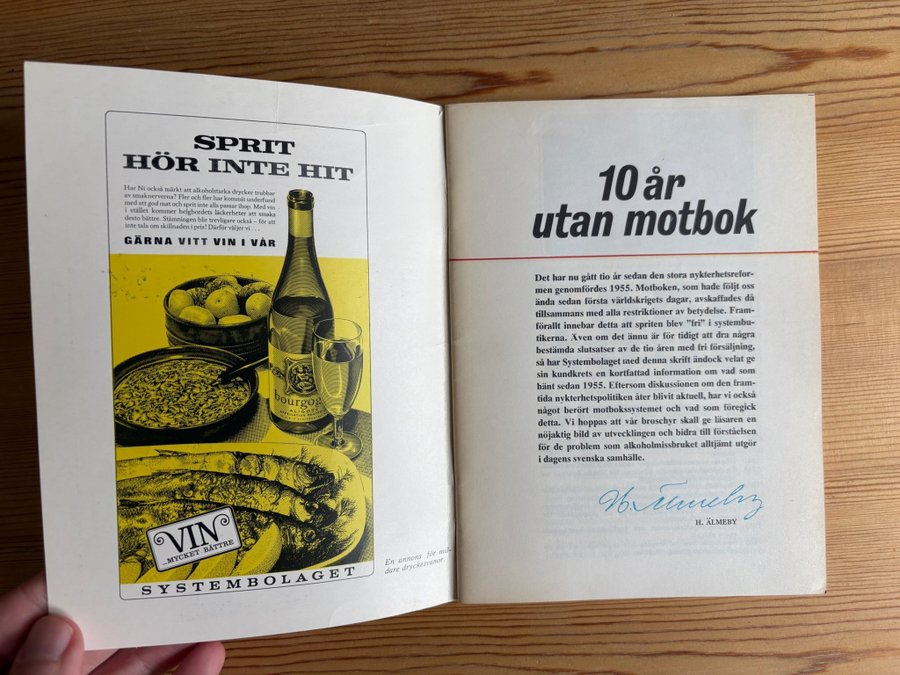 SPRIT
HÖR INTE HIT
Har Ni också märkt att alkoholstarka drycker trubbar
av smaknerverna? Fler och fler har kommit underfund
med att god mat och sprit inte alls passar ihop. Med vin
i stället kommer helgbordets läckerheter att smaka
desto bättre. Stämningen blir trevligare också – för att
inte tala om skillnaden i pris! Därför väljer vi . . .
GÄRNA VITT VIN I VÅR
bourgogne
ALIGOTÉ
VIN
...MYCKET BÄTTRE
SYSTEMBOLAGET
En annons för mil-
dare dryckesvanor.
10 år
utan motbok
Det har nu gått tio år sedan den stora nykterhetsrefor-
men genomfördes 1955. Motboken, som hade följt oss
ända sedan första världskrigets dagar, avskaffades då
tillsammans med alla restriktioner av betydelse. Fram-
förallt innebar detta att spriten blev ”fri” i systembu-
tikerna. Även om det ännu är för tidigt att dra några
bestämda slutsatser av de tio åren med fri försäljning,
så har Systembolaget med denna skrift ändock velat ge
sin kundkrets en kortfattad information om vad som
hänt sedan 1955. Eftersom diskussionen om den fram-
tida nykterhetspolitiken åter blivit aktuell, har vi också
något berört motbokssystemet och vad som föregick
detta. Vi hoppas att vår broschyr skall ge läsaren en
nöjaktig bild av utvecklingen och bidra till förståelsen
för de problem som alkoholmissbruket alltjämt utgör
i dagens svenska samhälle.
H. Älmeby
H. ÄLMEBY